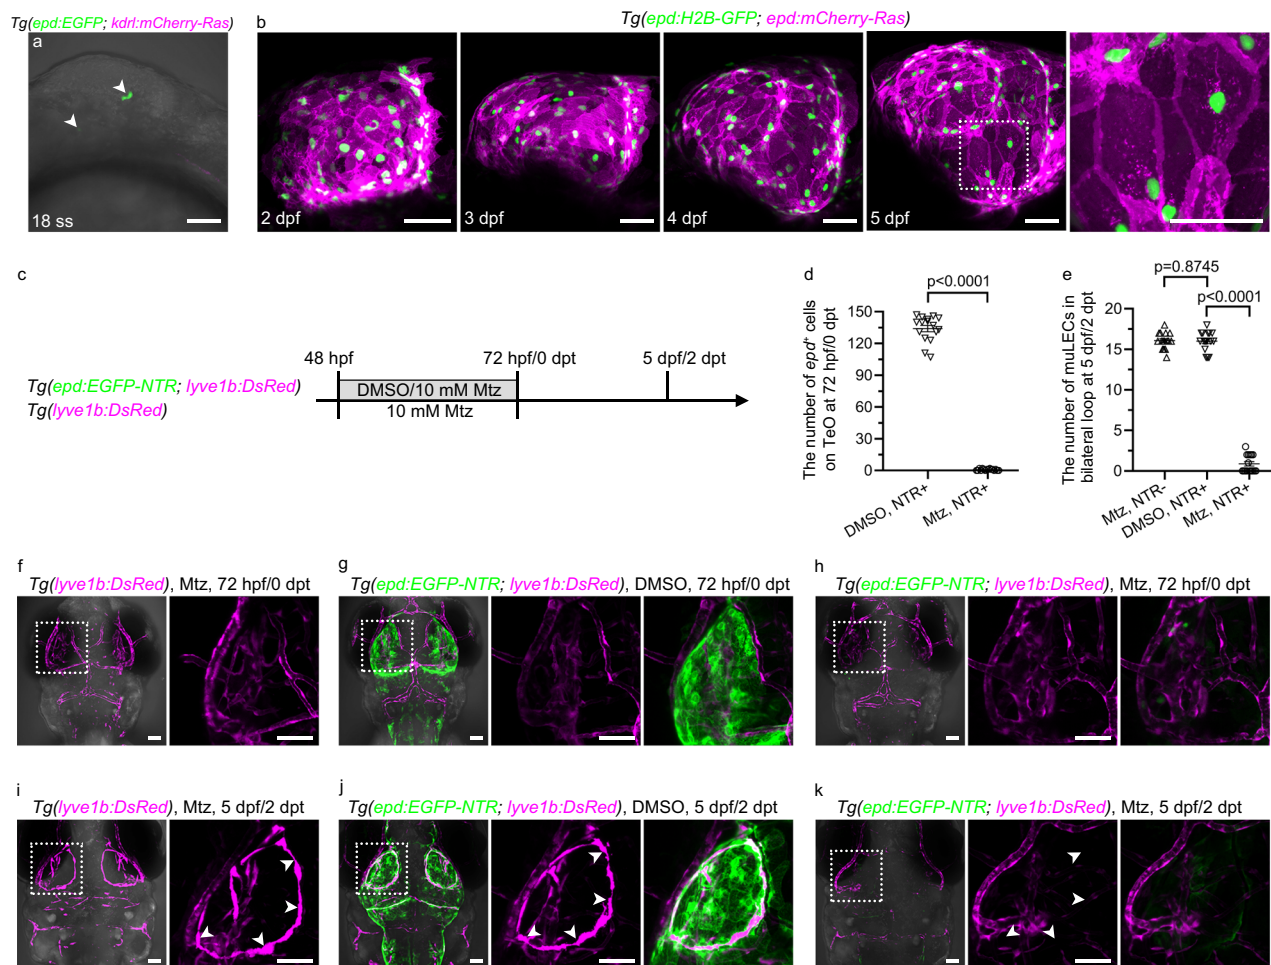 Tg(epd:EGFP; kdrl:mCherry-Ras)
a
18 ss
b
Tg(epd:H2B-GFP; epd:mCherry-Ras)
2 dpf
3 dpf
4 dpf
5 dpf
c
48 hpf
72 hpf/0 dpt
5 dpf/2 dpt
Tg(epd:EGFP-NTR; lyve1b:DsRed)
DMSO/10 mM Mtz
Tg(lyve1b:DsRed)
10 mM Mtz
d
p<0.0001
The number of epd⁺ cells
on TeO at 72 hpf/0 dpt
150
120
90
60
30
0
DMSO, NTR+
Mtz, NTR+
e
p=0.8745
p<0.0001
The number of muLECs in
bilateral loop at 5 dpf/2 dpt
20
15
10
5
0
Mtz, NTR-
DMSO, NTR+
Mtz, NTR+
f
Tg(lyve1b:DsRed), Mtz, 72 hpf/0 dpt
g
Tg(epd:EGFP-NTR; lyve1b:DsRed), DMSO, 72 hpf/0 dpt
h
Tg(epd:EGFP-NTR; lyve1b:DsRed), Mtz, 72 hpf/0 dpt
i
Tg(lyve1b:DsRed), Mtz, 5 dpf/2 dpt
j
Tg(epd:EGFP-NTR; lyve1b:DsRed), DMSO, 5 dpf/2 dpt
k
Tg(epd:EGFP-NTR; lyve1b:DsRed), Mtz, 5 dpf/2 dpt